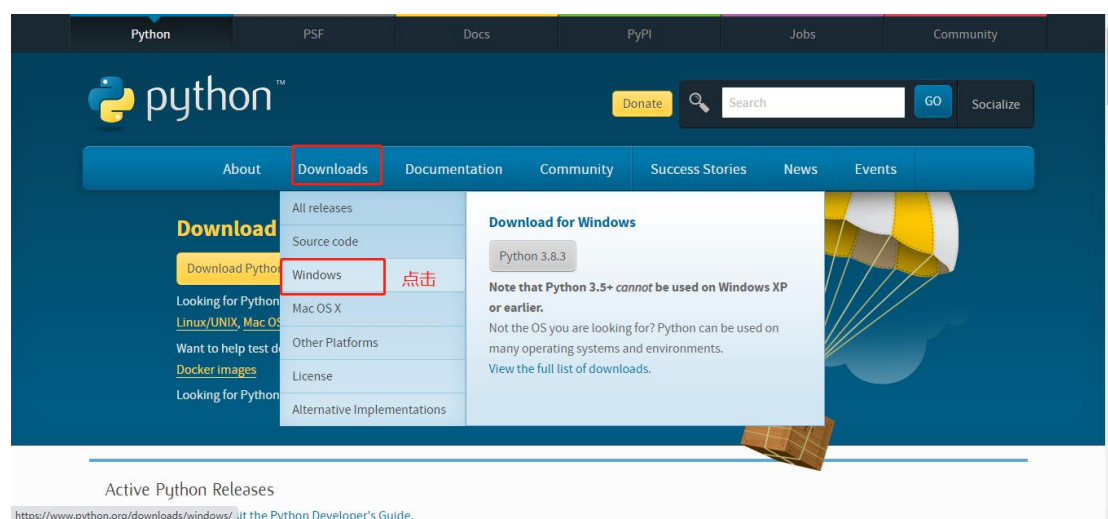 Python PSF Docs PyPI Jobs Community
python™
Donate Search GO Socialize
About Downloads Documentation Community Success Stories News Events
Download
Download Pytho
Looking for Python
Linux/UNIX, Mac OS
Want to help test d
Docker images
Looking for Python
All releases
Source code
Windows 点击
Mac OS X
Other Platforms
License
Alternative Implementations
Download for Windows
Python 3.8.3
Note that Python 3.5+ cannot be used on Windows XP
or earlier.
Not the OS you are looking for? Python can be used on
many operating systems and environments.
View the full list of downloads.
Active Python Releases
https://www.python.org/downloads/windows/ sit the Python Developer's Guide.